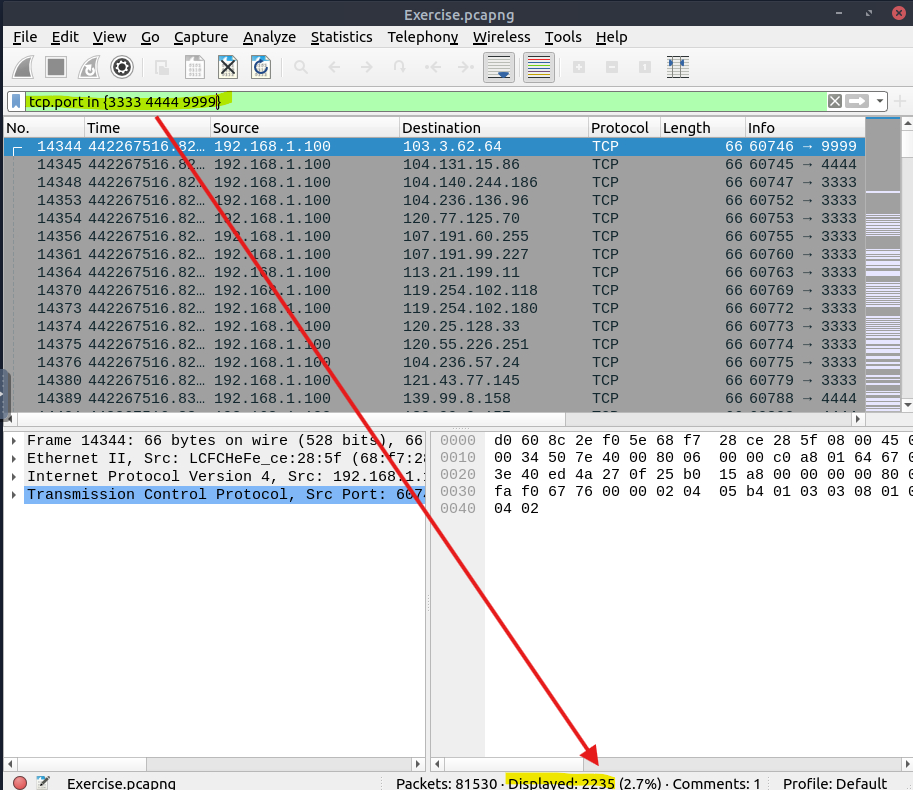 Exercise.pcapng
File Edit View Go Capture Analyze Statistics Telephony Wireless Tools Help
tcp.port in {3333 4444 9999}
No. Time Source Destination Protocol Length Info
14344 442267516.82… 192.168.1.100 103.3.62.64 TCP 66 60746 → 9999
14345 442267516.82… 192.168.1.100 104.131.15.86 TCP 66 60745 → 4444
14348 442267516.82… 192.168.1.100 104.140.244.186 TCP 66 60747 → 3333
14353 442267516.82… 192.168.1.100 104.236.136.96 TCP 66 60752 → 3333
14354 442267516.82… 192.168.1.100 120.77.125.70 TCP 66 60753 → 3333
14356 442267516.82… 192.168.1.100 107.191.60.255 TCP 66 60755 → 3333
14361 442267516.82… 192.168.1.100 107.191.99.227 TCP 66 60760 → 3333
14364 442267516.82… 192.168.1.100 113.21.199.11 TCP 66 60763 → 3333
14370 442267516.82… 192.168.1.100 119.254.102.118 TCP 66 60769 → 3333
14373 442267516.82… 192.168.1.100 119.254.102.180 TCP 66 60772 → 3333
14374 442267516.82… 192.168.1.100 120.25.128.33 TCP 66 60773 → 3333
14375 442267516.82… 192.168.1.100 120.55.226.251 TCP 66 60774 → 3333
14376 442267516.82… 192.168.1.100 104.236.57.24 TCP 66 60775 → 3333
14380 442267516.82… 192.168.1.100 121.43.77.145 TCP 66 60779 → 3333
14389 442267516.83… 192.168.1.100 139.99.8.158 TCP 66 60788 → 4444
Frame 14344: 66 bytes on wire (528 bits), 66
Ethernet II, Src: LCFCHeFe_ce:28:5f (68:f7:28
Internet Protocol Version 4, Src: 192.168.1.1
Transmission Control Protocol, Src Port: 6074
0000 d0 60 8c 2e f0 5e 68 f7 28 ce 28 5f 08 00 45 0
0010 00 34 50 7e 40 00 80 06 00 00 c0 a8 01 64 67 0
0020 3e 40 ed 4a 27 0f 25 b0 15 a8 00 00 00 00 80 0
0030 fa f0 67 76 00 00 02 04 05 b4 01 03 03 08 01 0
0040 04 02
Exercise.pcapng Packets: 81530 · Displayed: 2235 (2.7%) · Comments: 1 Profile: Default